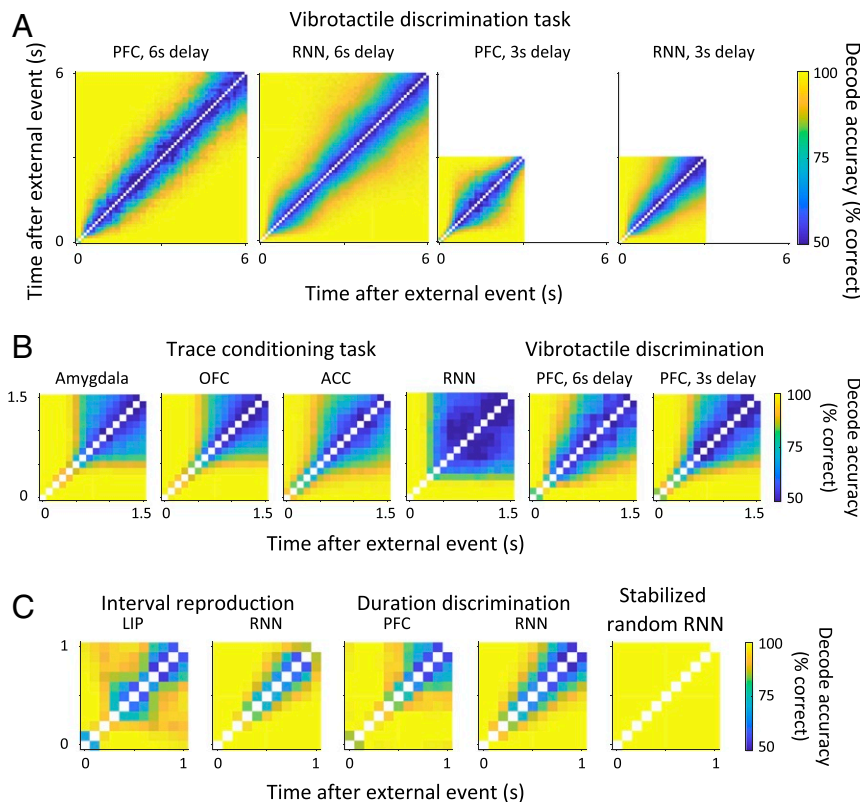 A
Vibrotactile discrimination task
PFC, 6s delay
RNN, 6s delay
PFC, 3s delay
RNN, 3s delay
Time after external event (s)
6
0
0
6
0
6
0
6
0
6
Time after external event (s)
100
75
50
Decode accuracy (% correct)
B
Trace conditioning task
Vibrotactile discrimination
Amygdala
OFC
ACC
RNN
PFC, 6s delay
PFC, 3s delay
1.5
0
0
1.5
0
1.5
0
1.5
0
1.5
0
1.5
0
1.5
Time after external event (s)
100
75
50
Decode accuracy
(% correct)
C
Interval reproduction
Duration discrimination
Stabilized
random RNN
LIP
RNN
PFC
RNN
1
0
0
1
0
1
0
1
0
1
0
1
Time after external event (s)
100
75
50
Decode accuracy
(% correct)